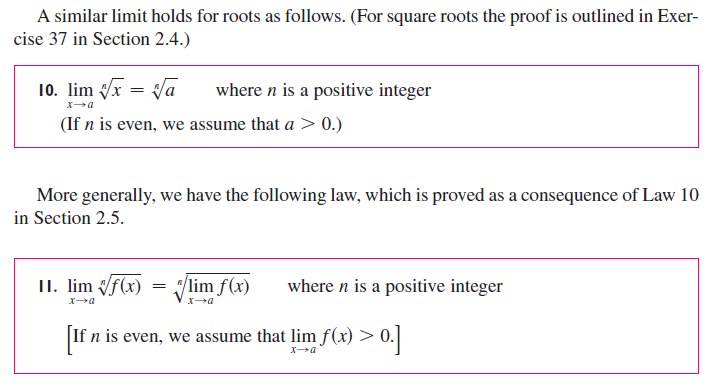 A similar limit holds for roots as follows. (For square roots the proof is outlined in Exer-
cise 37 in Section 2.4.)
10. lim ⁿ√x = ⁿ√a where n is a positive integer
x→a
(If n is even, we assume that a > 0.)
More generally, we have the following law, which is proved as a consequence of Law 10
in Section 2.5.
11. lim ⁿ√f(x) = ⁿ√lim f(x) where n is a positive integer
x→a x→a
[If n is even, we assume that lim f(x) > 0.]
x→a